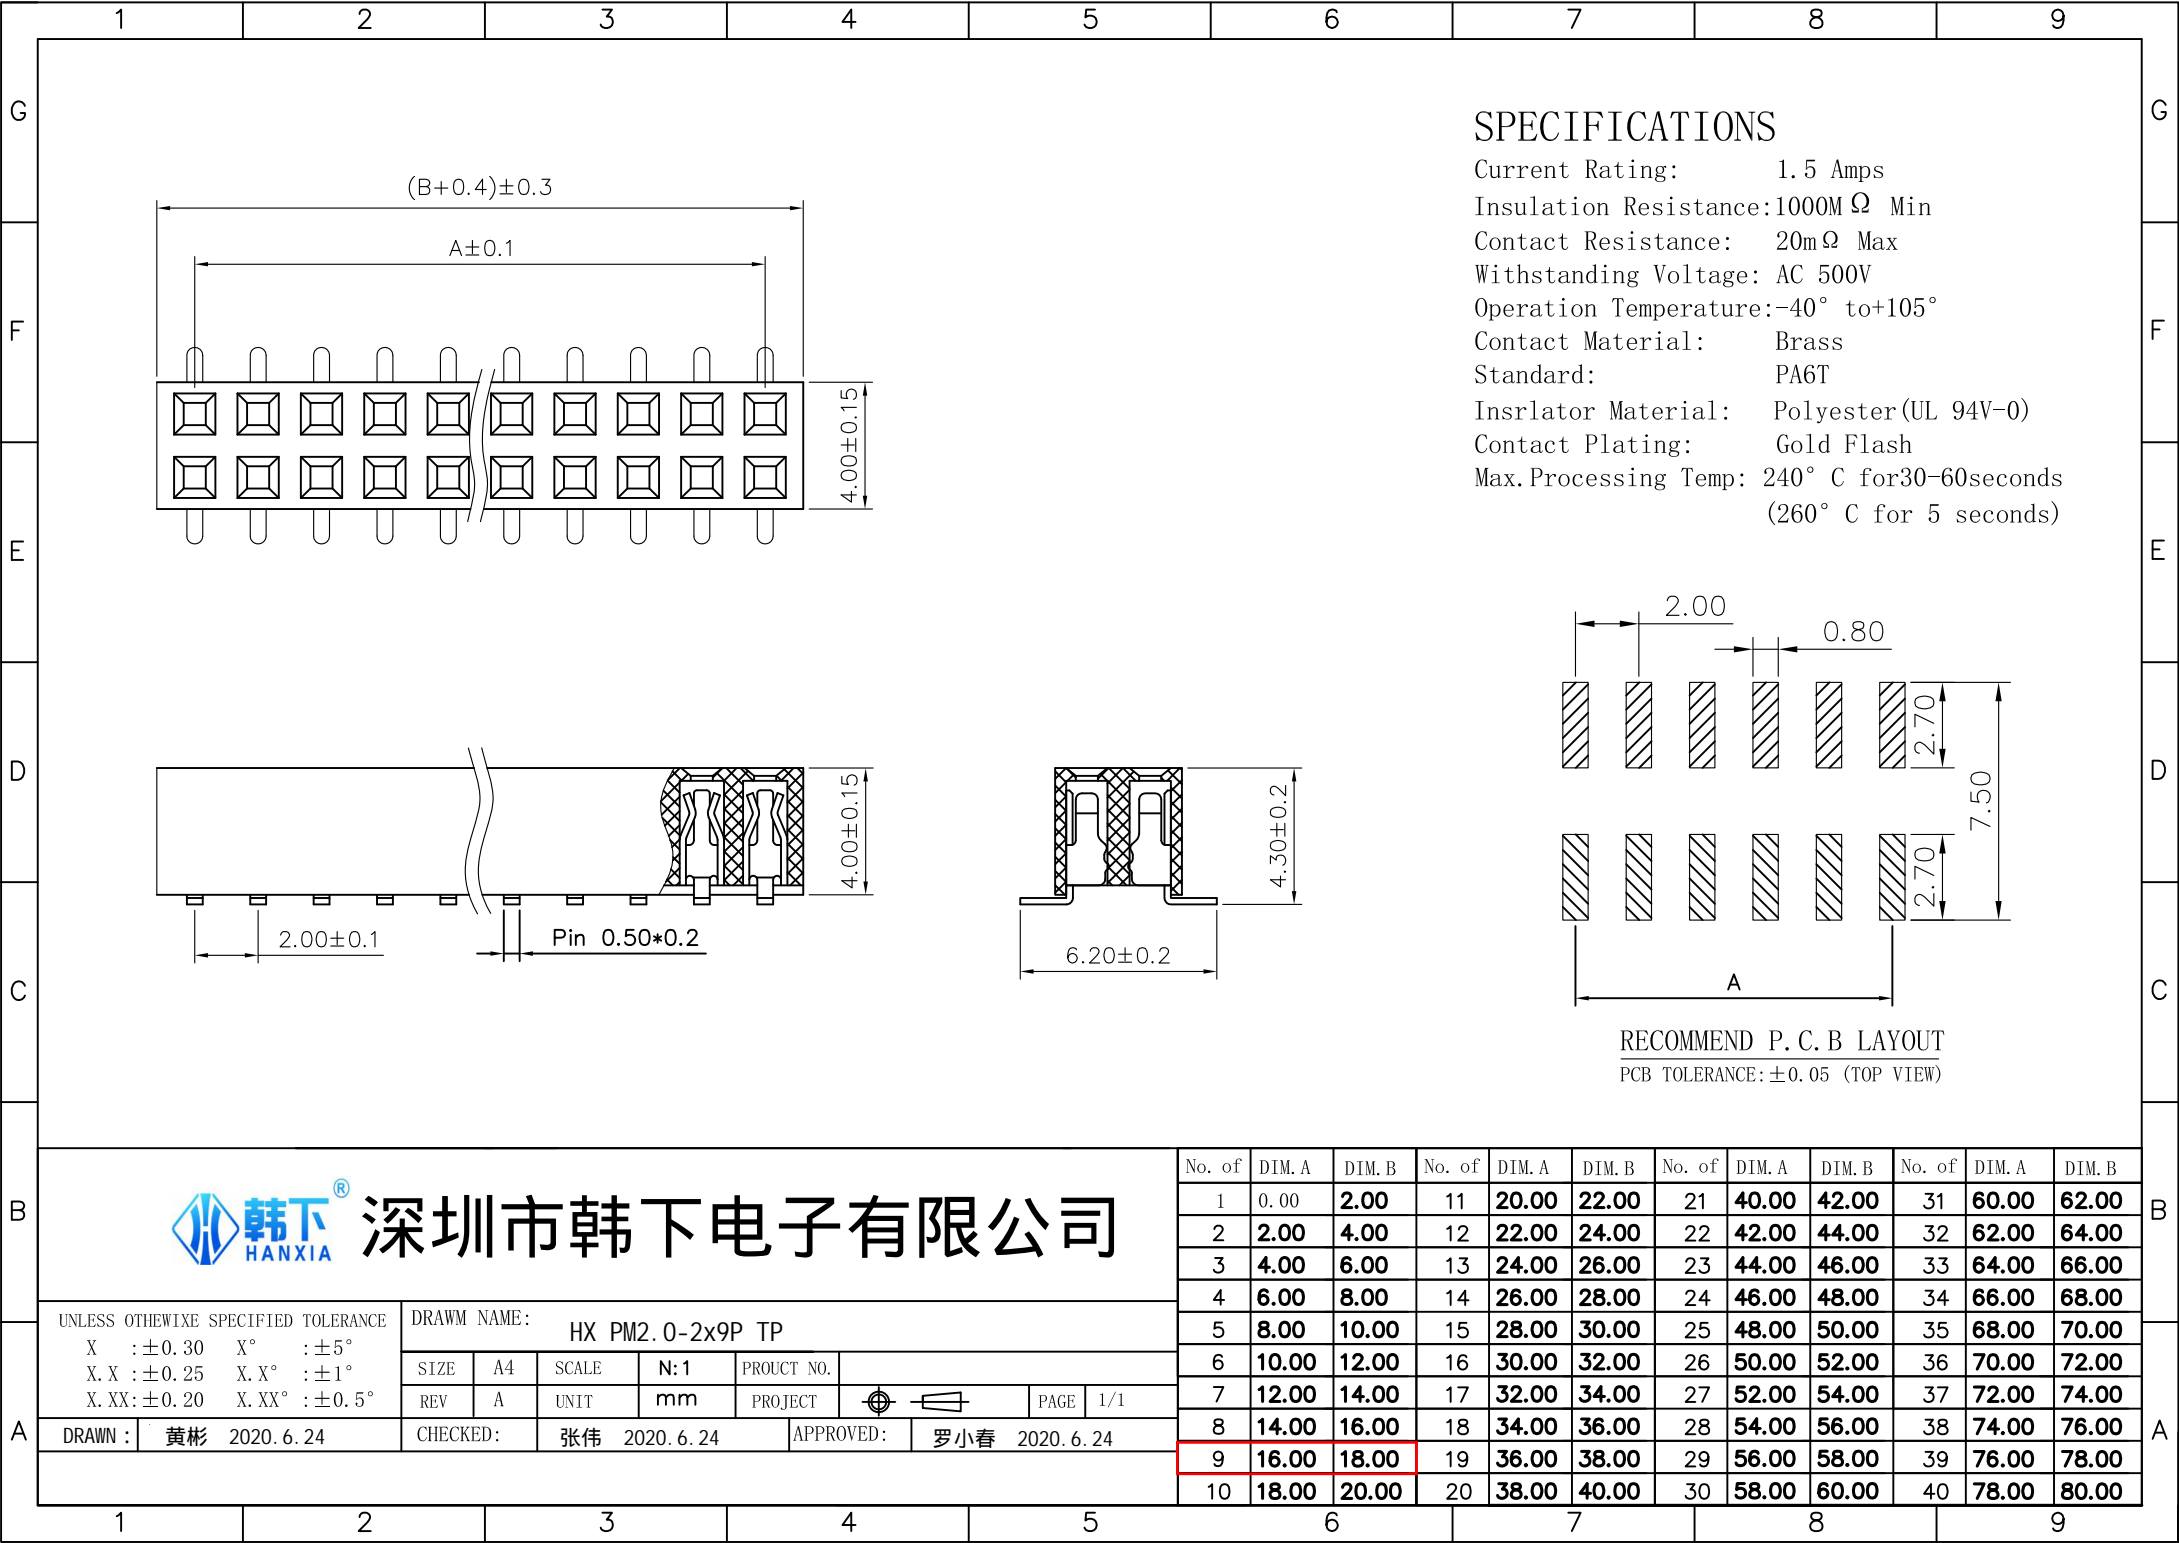 1 2 3 4 5 6 7 8 9
G G
SPECIFICATIONS
Current Rating: 1.5 Amps
Insulation Resistance:1000MΩ Min
Contact Resistance: 20mΩ Max
Withstanding Voltage: AC 500V
Operation Temperature:-40° to+105°
Contact Material: Brass
Standard: PA6T
Insrlator Material: Polyester(UL 94V-0)
Contact Plating: Gold Flash
Max.Processing Temp: 240°C for30-60seconds
(260°C for 5 seconds)
(B+0.4)±0.3
A±0.1
4.00±0.15
F F
E E
2.00
0.80
2.70
7.50
2.70
A
RECOMMEND P.C.B LAYOUT
PCB TOLERANCE:±0.05 (TOP VIEW)
D D
4.00±0.15
2.00±0.1
Pin 0.50*0.2
4.30±0.2
6.20±0.2
C C
B B
韩下® HANXIA
深圳市韩下电子有限公司
UNLESS OTHEWIXE SPECIFIED TOLERANCE
X :±0.30 X° :±5°
X.X :±0.25 X.X° :±1°
X.XX:±0.20 X.XX° :±0.5°
DRAWM NAME: HX PM2.0-2x9P TP
SIZE A4 SCALE N:1 PROUCT NO.
REV A UNIT mm PROJECT PAGE 1/1
DRAWN: 黄彬 2020.6.24 CHECKED: 张伟 2020.6.24 APPROVED: 罗小春 2020.6.24
No. of DIM.A DIM.B No. of DIM.A DIM.B No. of DIM.A DIM.B No. of DIM.A DIM.B
1 0.00 2.00 11 20.00 22.00 21 40.00 42.00 31 60.00 62.00
2 2.00 4.00 12 22.00 24.00 22 42.00 44.00 32 62.00 64.00
3 4.00 6.00 13 24.00 26.00 23 44.00 46.00 33 64.00 66.00
4 6.00 8.00 14 26.00 28.00 24 46.00 48.00 34 66.00 68.00
5 8.00 10.00 15 28.00 30.00 25 48.00 50.00 35 68.00 70.00
6 10.00 12.00 16 30.00 32.00 26 50.00 52.00 36 70.00 72.00
7 12.00 14.00 17 32.00 34.00 27 52.00 54.00 37 72.00 74.00
8 14.00 16.00 18 34.00 36.00 28 54.00 56.00 38 74.00 76.00
9 16.00 18.00 19 36.00 38.00 29 56.00 58.00 39 76.00 78.00
10 18.00 20.00 20 38.00 40.00 30 58.00 60.00 40 78.00 80.00
A A
1 2 3 4 5 6 7 8 9